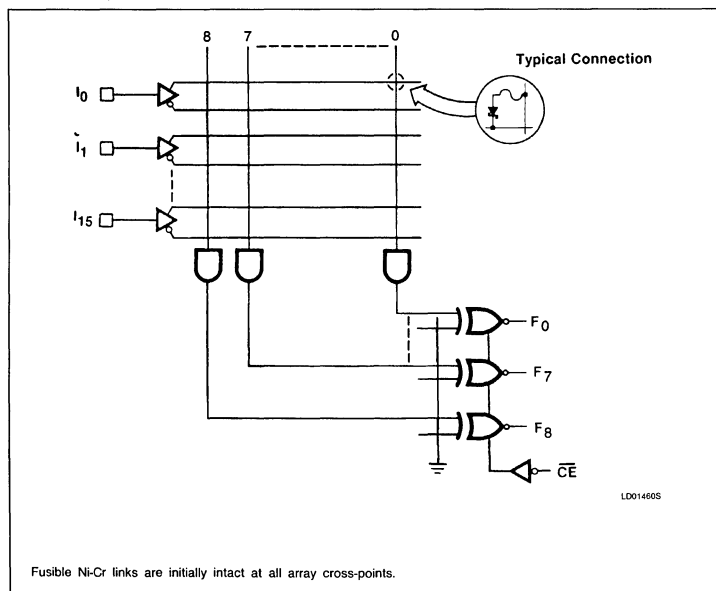 8 7 0
Typical Connection
I0
I1
I15
F0
F7
F8
CE
LD01460S
Fusible Ni-Cr links are initially intact at all array cross-points.